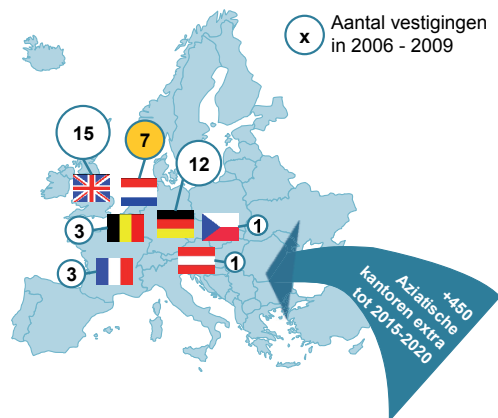 x
Aantal vestigingen
in 2006 - 2009
15
7
12
3
1
3
1
+450
Aziatische
kantoren extra
tot 2015-2020